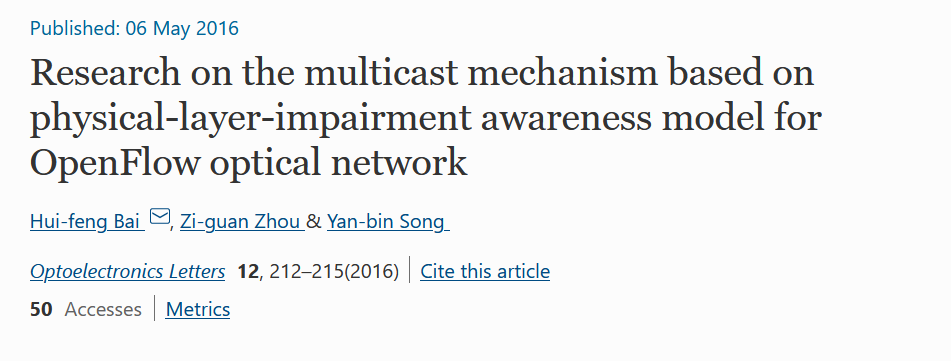 Published: 06 May 2016
Research on the multicast mechanism based on
physical-layer-impairment awareness model for
OpenFlow optical network
Hui-feng Bai , Zi-guan Zhou & Yan-bin Song
Optoelectronics Letters 12, 212–215(2016) Cite this article
50 Accesses Metrics